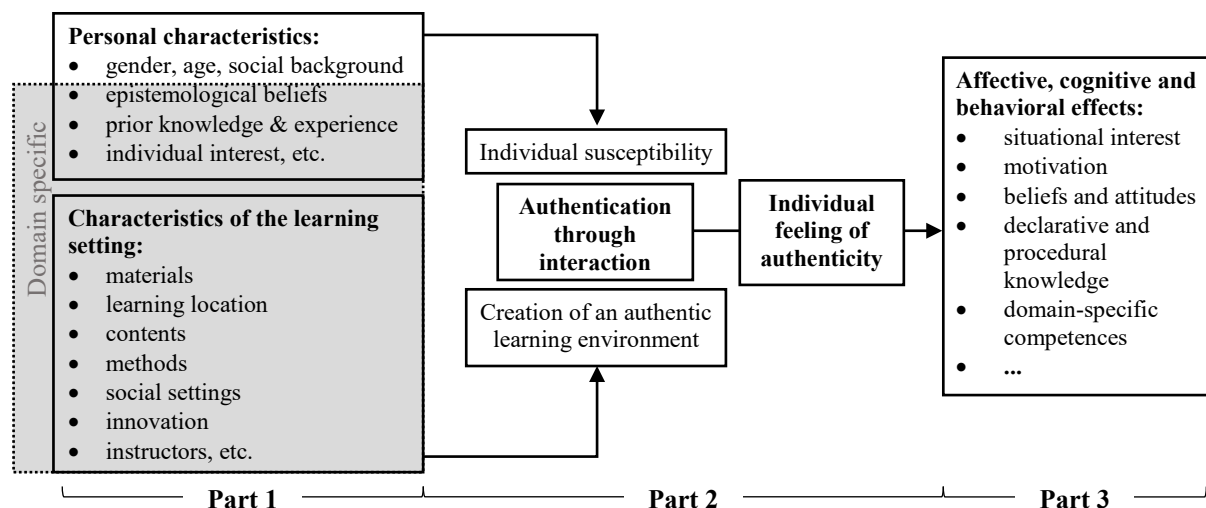 Domain specific
Personal characteristics:
• gender, age, social background
• epistemological beliefs
• prior knowledge & experience
• individual interest, etc.
Characteristics of the learning
setting:
• materials
• learning location
• contents
• methods
• social settings
• innovation
• instructors, etc.
Individual susceptibility
Authentication
through
interaction
Creation of an authentic
learning environment
Individual
feeling of
authenticity
Affective, cognitive and
behavioral effects:
• situational interest
• motivation
• beliefs and attitudes
• declarative and
procedural
knowledge
• domain-specific
competences
• ...
Part 1
Part 2
Part 3